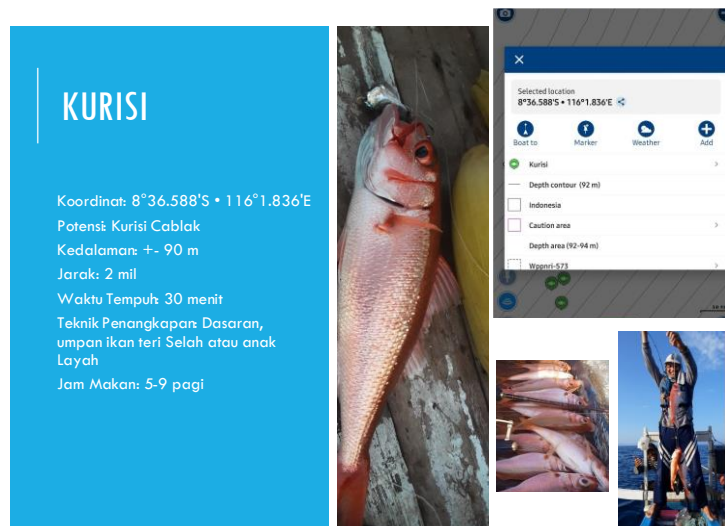 KURISI
Koordinat: 8°36.588'S • 116°1.836'E
Potensi: Kurisi Cablak
Kedalaman: +- 90 m
Jarak: 2 mil
Waktu Tempuh: 30 menit
Teknik Penangkapan: Dasaran,
umpan ikan teri Selah atau anak
Layah
Jam Makan: 5-9 pagi
Selected location
8°36.588'S • 116°1.836'E
Boat to
Marker
Weather
Add
Kurisi
Depth contour (92 m)
Indonesia
Caution area
Depth area (92-94 m)
Wppnri-573